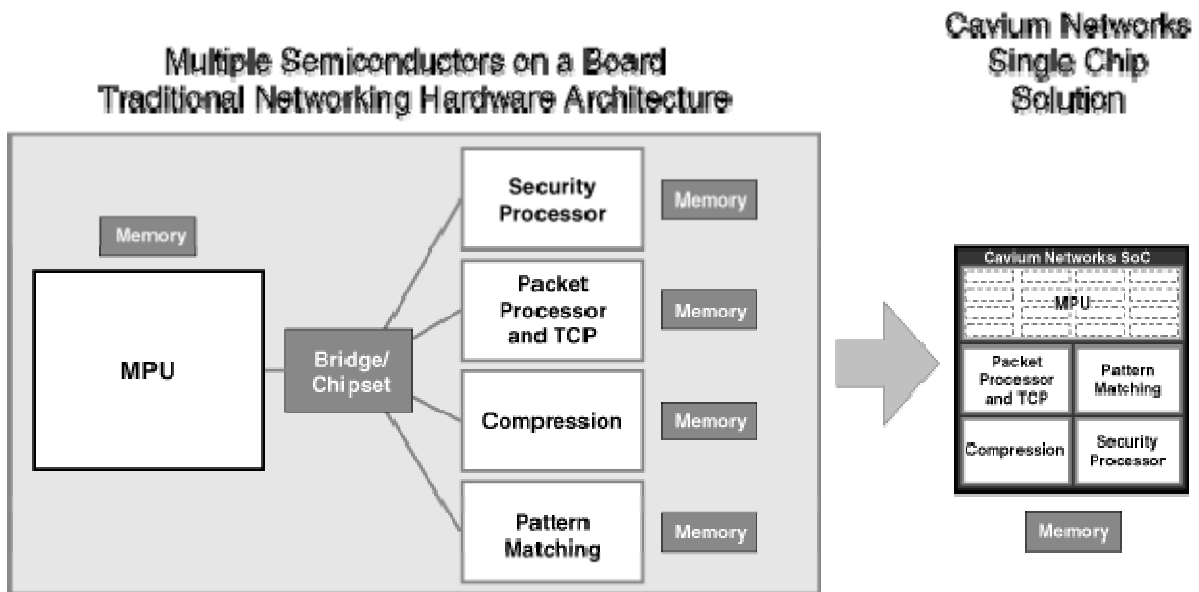 Multiple Semiconductors on a Board
Traditional Networking Hardware Architecture
Memory
MPU
Bridge/
Chipset
Security
Processor
Memory
Packet
Processor
and TCP
Memory
Compression
Memory
Pattern
Matching
Memory
Cavium Networks
Single Chip
Solution
Cavium Networks SoC
MPU
Packet
Processor
and TCP
Pattern
Matching
Compression
Security
Processor
Memory